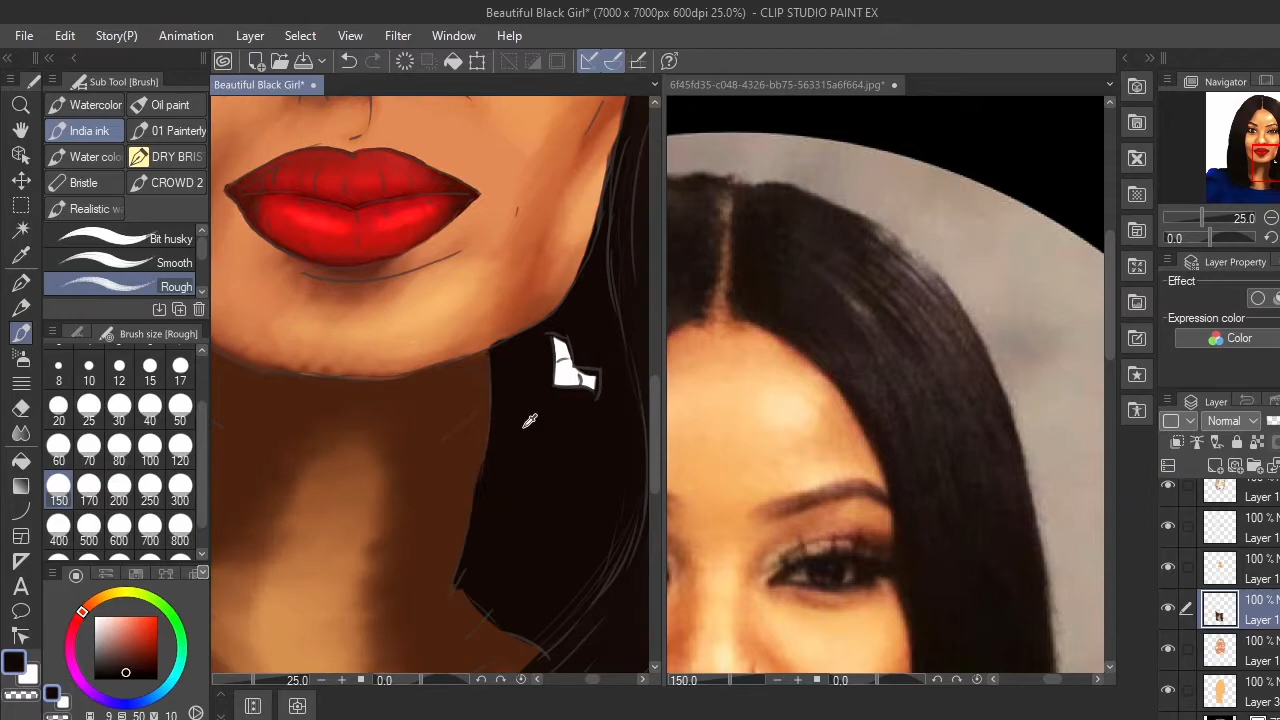 Beautiful Black Girl* (7000 x 7000px 600dpi 25.0%) - CLIP STUDIO PAINT EX
File Edit Story(P) Animation Layer Select View Filter Window Help
Sub Tool [Brush]
Beautiful Black Girl*
6f45fd35-c048-4326-bb75-563315a6f664.jpg*
Navigator
Watercolor Oil paint
India ink 01 Painterly
Water colo DRY BRIS
Bristle CROWD 2
Realistic w
Bit husky
Smooth
Rough
Brush size [Rough]
8 10 12 15 17
20 25 30 40 50
60 70 80 100 120
150 170 200 250 300
400 500 600 700 800
25.0 0.0
150.0 0.0
9 S 50 V 10
25.0
0.0
Layer Property
Effect
Expression color
Color
Layer
Normal
Layer 1
100 % N
Layer 1
100 % N
Layer 1
100 % N
Layer 1
100 % N
Layer 1
100 % N
Layer 3